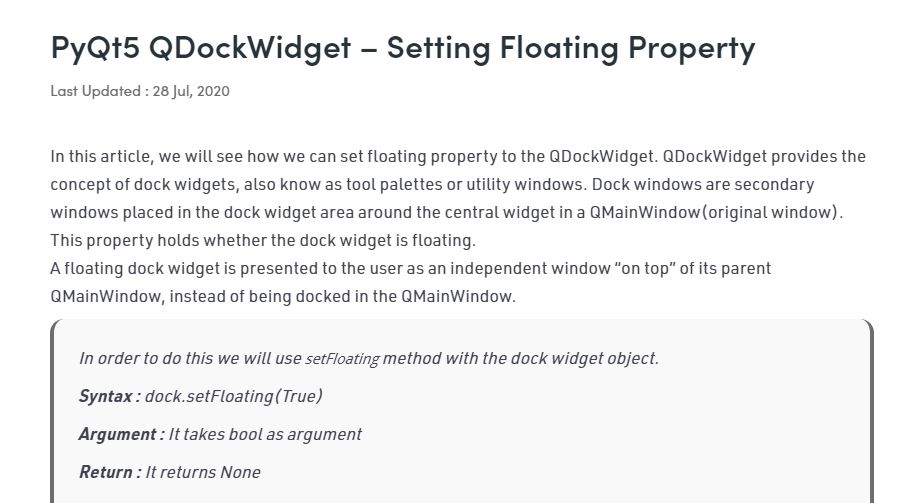 PyQt5 QDockWidget – Setting Floating Property
Last Updated : 28 Jul, 2020
In this article, we will see how we can set floating property to the QDockWidget. QDockWidget provides the
concept of dock widgets, also know as tool palettes or utility windows. Dock windows are secondary
windows placed in the dock widget area around the central widget in a QMainWindow(original window).
This property holds whether the dock widget is floating.
A floating dock widget is presented to the user as an independent window “on top” of its parent
QMainWindow, instead of being docked in the QMainWindow.
In order to do this we will use setFloating method with the dock widget object.
Syntax : dock.setFloating(True)
Argument : It takes bool as argument
Return : It returns None